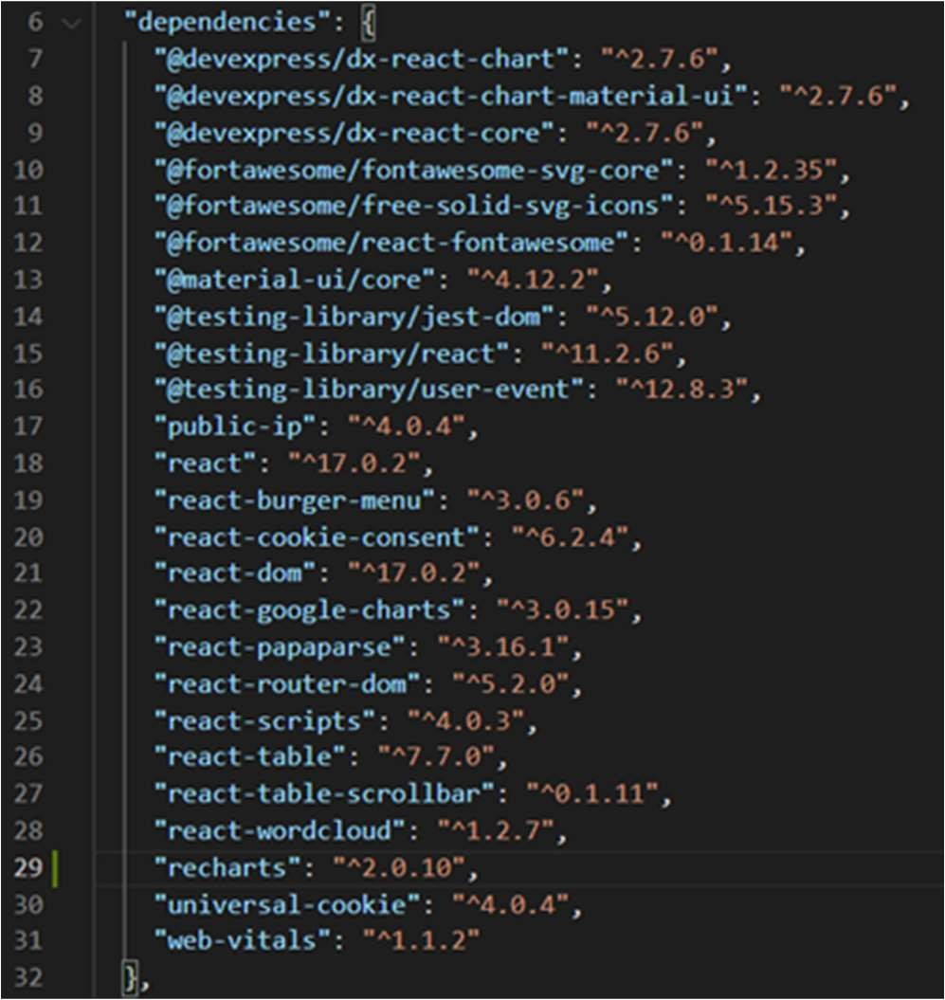 6 "dependencies": {
7 "@devexpress/dx-react-chart": "^2.7.6",
8 "@devexpress/dx-react-chart-material-ui": "^2.7.6",
9 "@devexpress/dx-react-core": "^2.7.6",
10 "@fortawesome/fontawesome-svg-core": "^1.2.35",
11 "@fortawesome/free-solid-svg-icons": "^5.15.3",
12 "@fortawesome/react-fontawesome": "^0.1.14",
13 "@material-ui/core": "^4.12.2",
14 "@testing-library/jest-dom": "^5.12.0",
15 "@testing-library/react": "^11.2.6",
16 "@testing-library/user-event": "^12.8.3",
17 "public-ip": "^4.0.4",
18 "react": "^17.0.2",
19 "react-burger-menu": "^3.0.6",
20 "react-cookie-consent": "^6.2.4",
21 "react-dom": "^17.0.2",
22 "react-google-charts": "^3.0.15",
23 "react-papaparse": "^3.16.1",
24 "react-router-dom": "^5.2.0",
25 "react-scripts": "^4.0.3",
26 "react-table": "^7.7.0",
27 "react-table-scrollbar": "^0.1.11",
28 "react-wordcloud": "^1.2.7",
29 "recharts": "^2.0.10",
30 "universal-cookie": "^4.0.4",
31 "web-vitals": "^1.1.2"
32 },